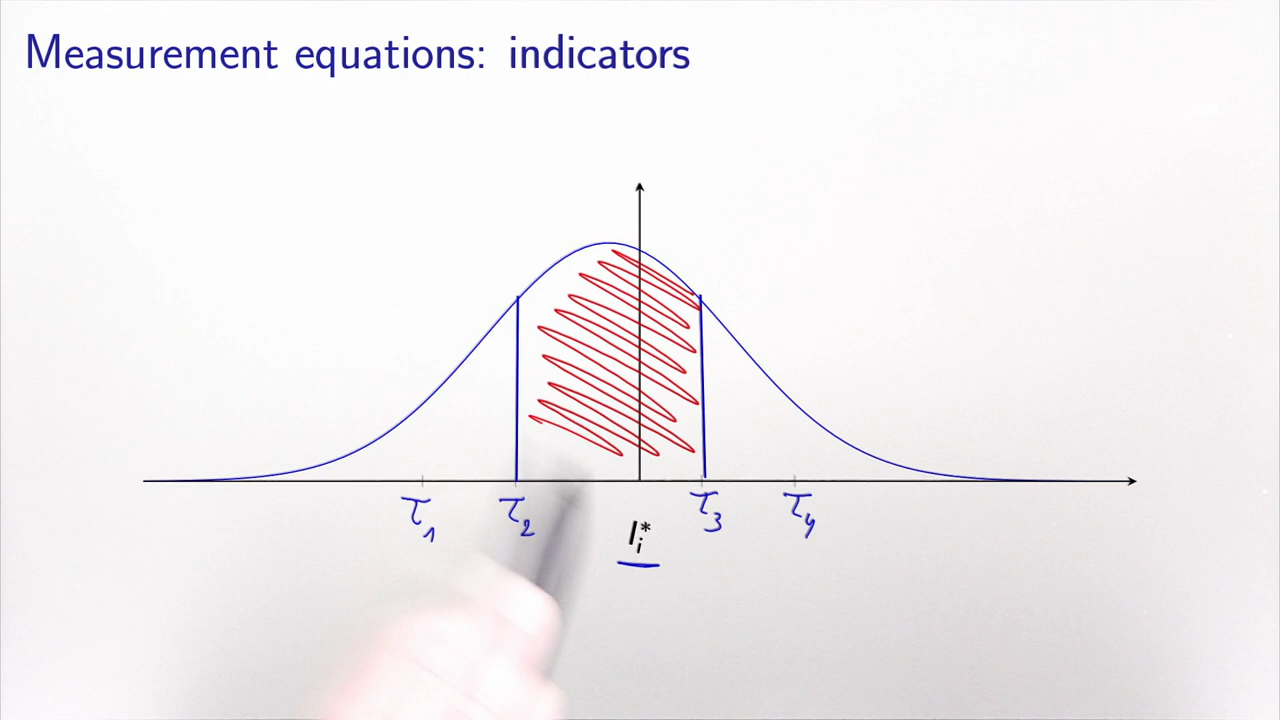 Measurement equations: indicators
τ₁ τ₂ τ₃ τ₄
I*ᵢ